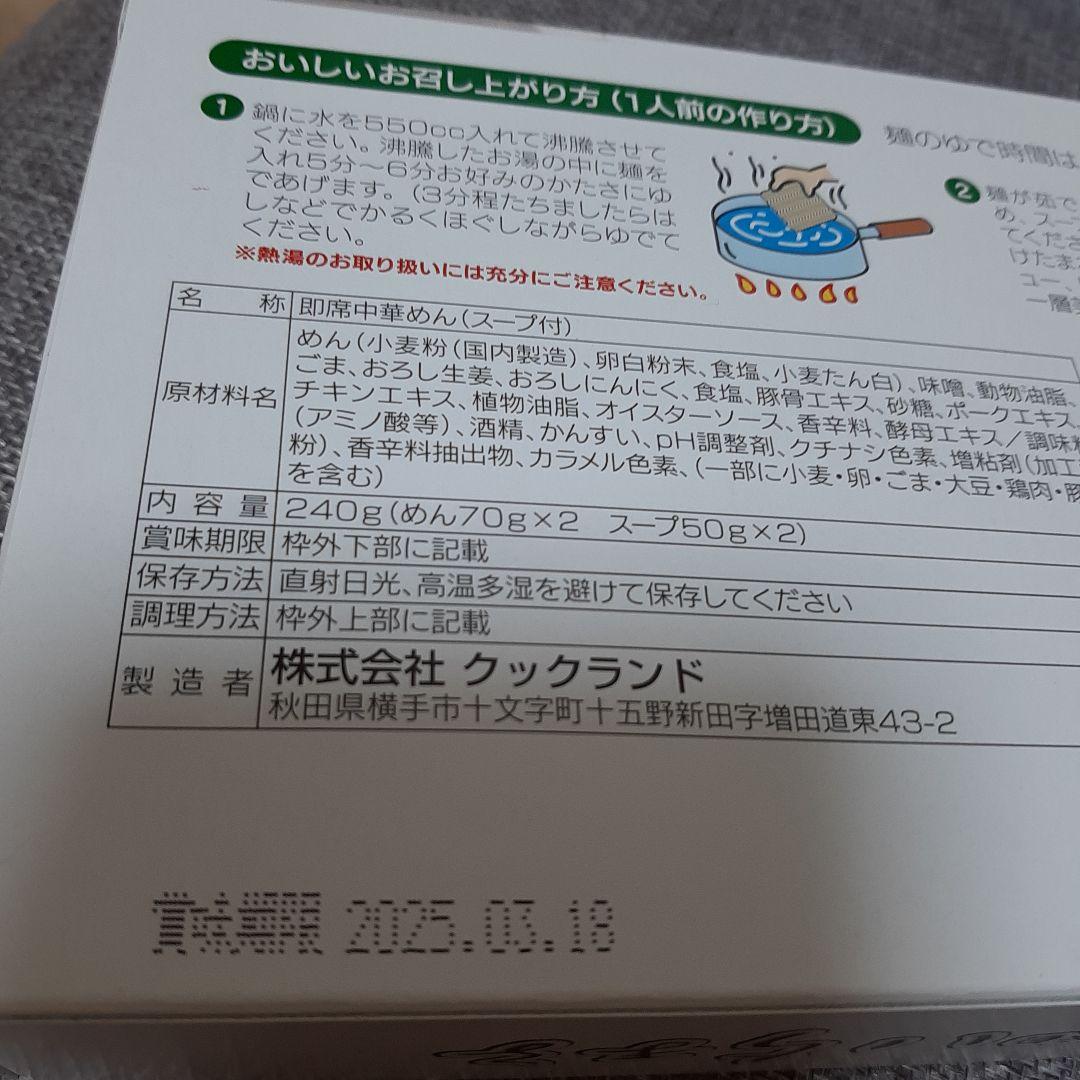 おいしいお召し上がり方(1人前の作り方)
麺のゆで時間は
1 鍋に水を550cc入れて沸騰させて
ください。沸騰したお湯の中に麺を
入れ5分～6分お好みのかたさにゆ
であげます。(3分程たちましたらは
しなどでかるくほぐしながらゆでて
ください。
※熱湯のお取り扱いには充分にご注意ください。
2 麺が茹で
め、スー
てくださ
けたま
ユー、
一層
名称 即席中華めん(スープ付)
原材料名 めん(小麦粉(国内製造)、卵白粉末、食塩、小麦たん白)、味噌、動物油脂、
ごま、おろし生姜、おろしにんにく、食塩、豚骨エキス、砂糖、ポークエキス、
チキンエキス、植物油脂、オイスターソース、香辛料、酵母エキス/調味料
(アミノ酸等)、酒精、かんすい、pH調整剤、クチナシ色素、増粘剤(加工
粉)、香辛料抽出物、カラメル色素、(一部に小麦・卵・ごま・大豆・鶏肉・豚
を含む)
内容量 240g(めん70g×2 スープ50g×2)
賞味期限 枠外下部に記載
保存方法 直射日光、高温多湿を避けて保存してください
調理方法 枠外上部に記載
製造者 株式会社 クックランド
秋田県横手市十文字町十五野新田字増田道東43-2
賞味期限 2025.03.18